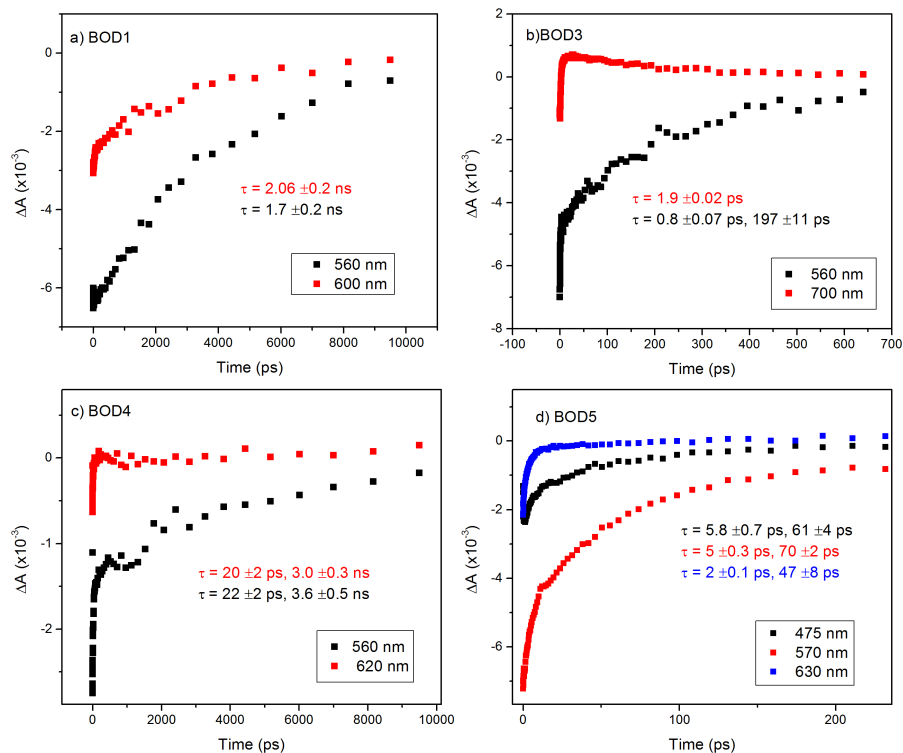 a) BOD1
0
-2
-4
-6
ΔA (x10⁻³)
τ = 2.06 ±0.2 ns
τ = 1.7 ±0.2 ns
560 nm
600 nm
0 2000 4000 6000 8000 10000
Time (ps)
b)BOD3
2
0
-2
-4
-6
-8
ΔA (x10⁻³)
τ = 1.9 ±0.02 ps
τ = 0.8 ±0.07 ps, 197 ±11 ps
560 nm
700 nm
-100 0 100 200 300 400 500 600 700
Time (ps)
c) BOD4
0
-1
-2
ΔA (x10⁻³)
τ = 20 ±2 ps, 3.0 ±0.3 ns
τ = 22 ±2 ps, 3.6 ±0.5 ns
560 nm
620 nm
0 2000 4000 6000 8000 10000
Time (ps)
d) BOD5
0
-2
-4
-6
ΔA (x10⁻³)
τ = 5.8 ±0.7 ps, 61 ±4 ps
τ = 5 ±0.3 ps, 70 ±2 ps
τ = 2 ±0.1 ps, 47 ±8 ps
475 nm
570 nm
630 nm
0 100 200
Time (ps)